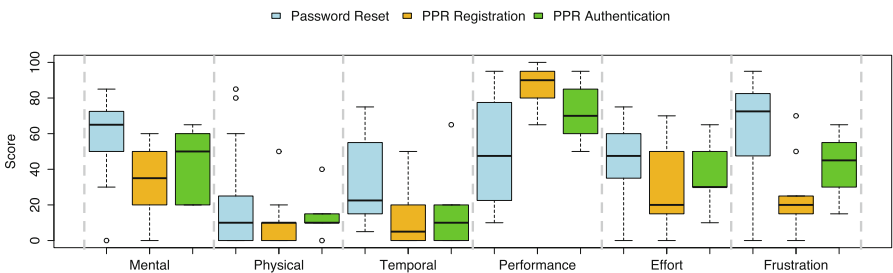 Password Reset PPR Registration PPR Authentication
100
80
60
40
20
0
Score
Mental Physical Temporal Performance Effort Frustration